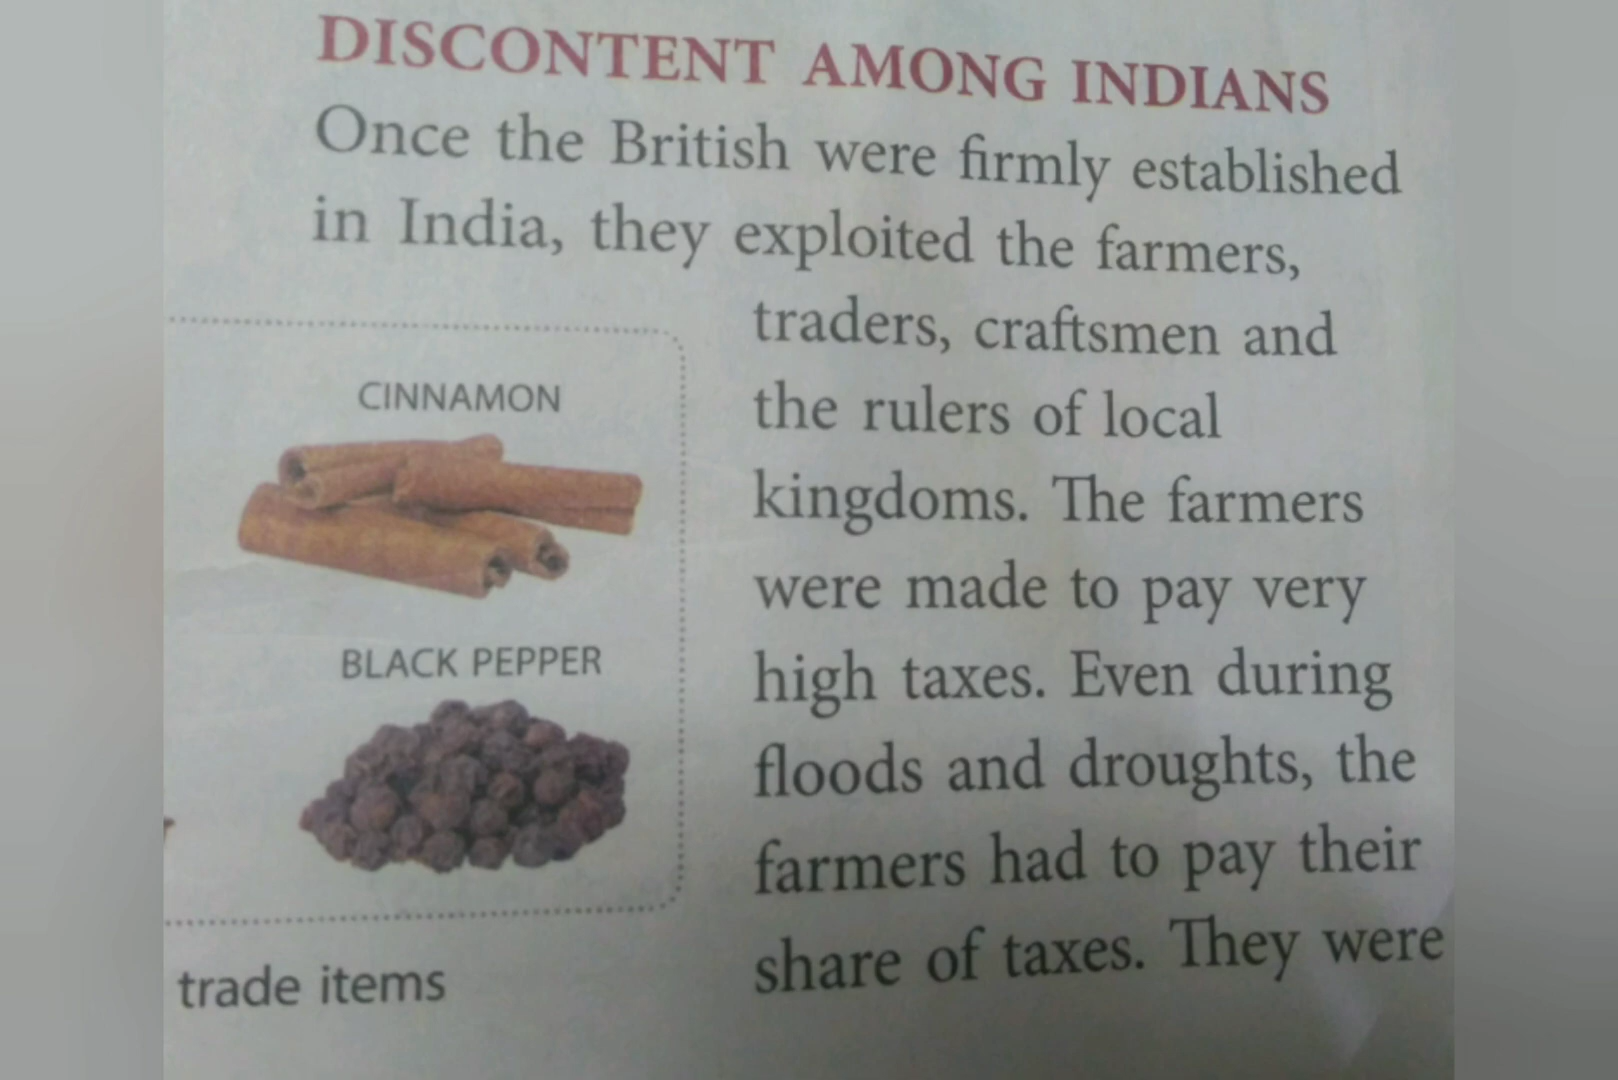 DISCONTENT AMONG INDIANS
Once the British were firmly established
in India, they exploited the farmers,
traders, craftsmen and
the rulers of local
kingdoms. The farmers
were made to pay very
high taxes. Even during
floods and droughts, the
farmers had to pay their
share of taxes. They were
CINNAMON
BLACK PEPPER
trade items